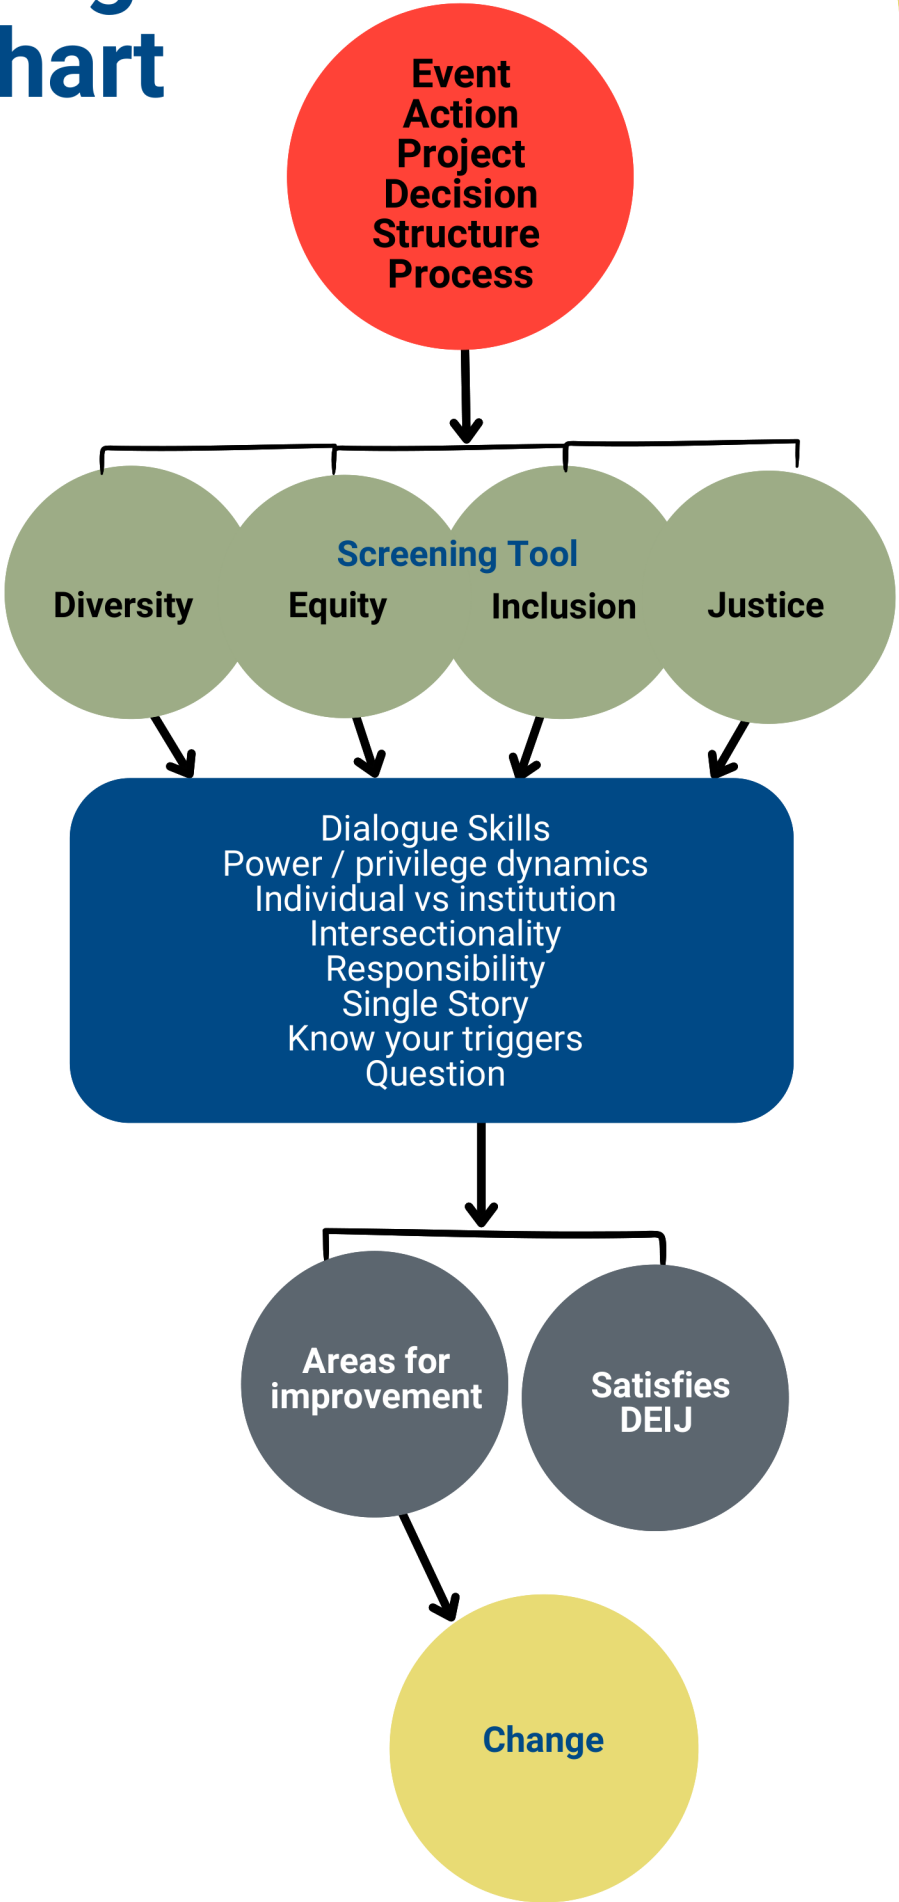 hart
Event
Action
Project
Decision
Structure
Process
Screening Tool
Diversity
Equity
Inclusion
Justice
Dialogue Skills
Power / privilege dynamics
Individual vs institution
Intersectionality
Responsibility
Single Story
Know your triggers
Question
Areas for
improvement
Satisfies
DEIJ
Change